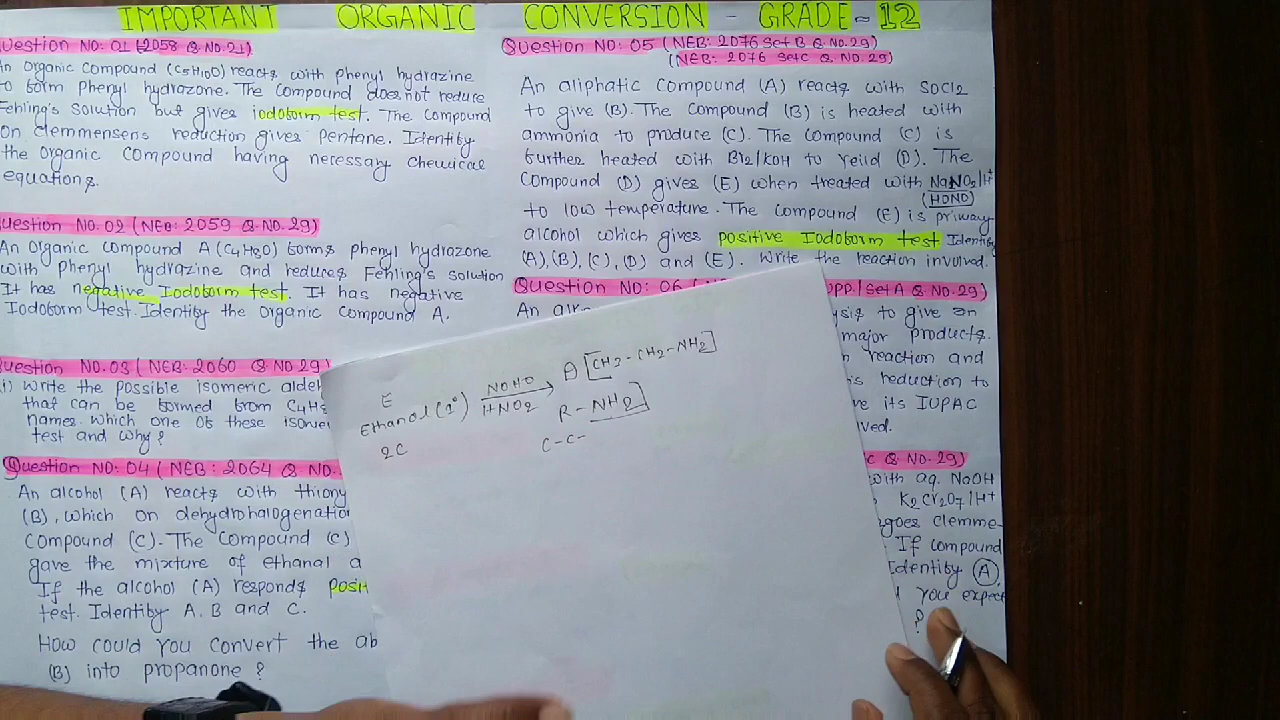 IMPORTANT ORGANIC CONVERSION - GRADE-12
Question NO: 01 (2058 Q.NO.21)
An organic compound (C5H10O) reacts with phenyl hydrazine
to form phenyl hydrazone. The compound does not reduce
Fehling's solution but gives iodoform test. The compound
on clemmensens reduction gives pentane. Identify
the organic compound having necessary chemical
equations.
Question NO. 02 (NEB: 2059 Q.NO.29)
An organic compound A (C4H8O) forms phenyl hydrozone
with phenyl hydrazine and reduces Fehling's solution
It has negative Iodoform test. It has negative
Iodoform test. Identify the organic compound A.
Question NO. 03 (NEB: 2060 Q NO.29)
i) Write the possible isomeric alde
that can be formed from C4H8
names. Which one of these isome
test and why?
Question NO: 04 (NEB: 2064 Q NO.
An alcohol (A) reacts with thiony
(B), which on dehydrohalogenation
Compound (C). The Compound (C)
gave the mixture of ethanal a
If the alcohol (A) responds posit
test. Identify A, B and C.
How could you convert the ab
(B) into propanone?
Question NO: 05 (NEB: 2076 Set B Q.NO.29)
(NEB: 2076 Set C Q.NO.29)
An aliphatic compound (A) reacts with SOCl2
to give (B). The compound (B) is heated with
ammonia to produce (C). The compound (C) is
further heated with Br2/KOH to yeild (D). The
Compound (D) gives (E) when treated with NaNO2/H+
(HONO)
to low temperature. The compound (E) is primary
alcohol which gives positive Iodoform test Identify
(A), (B), (C), (D) and (E). Write the reaction involved.
Question NO: 06
UPP./Set A Q NO.29)
An alk
ysis to give an
major products.
n reaction and
is reduction to
ve its IUPAC
ved.
C Q NO.29)
with aq. NaOH
K2Cr2O7/H+
goes clemme-
If compound
Identify (A).
you expect
?
E
Ethanol (1°) NOHO HNO2 → D [CH3-CH2-NH2]
R-NH2]
2C C-C-